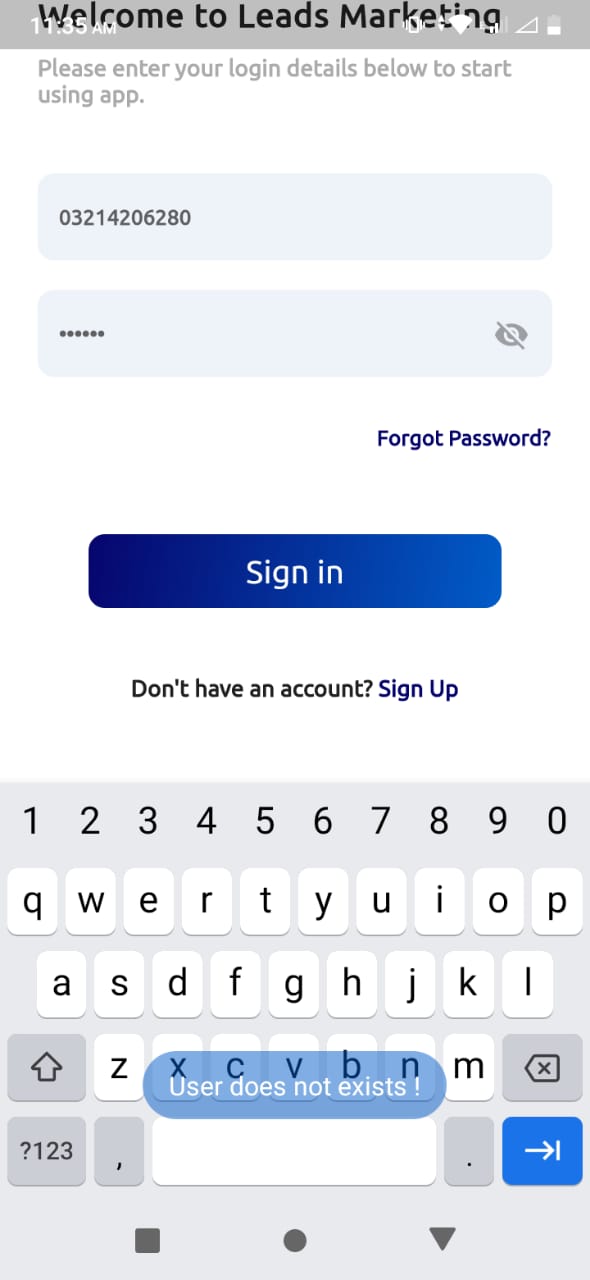 Welcome to Leads Marketing
11:35 AM
Please enter your login details below to start
using app.
03214206280
••••••
Forgot Password?
Sign in
Don't have an account? Sign Up
1 2 3 4 5 6 7 8 9 0
q w e r t y u i o p
a s d f g h j k l
z x c v b n m
User does not exists !
?123 , .